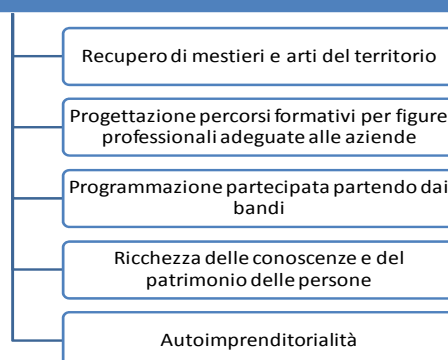 Recupero di mestieri e arti del territorio
Progettazione percorsi formativi per figure
professionali adeguate alle aziende
Programmazione partecipata partendo dai
bandi
Ricchezza delle conoscenze e del
patrimonio delle persone
Autoimprenditorialità